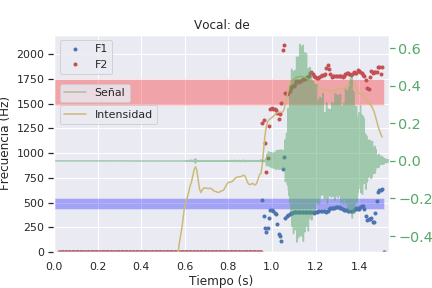 Vocal: de
F1
F2
Señal
Intensidad
Frecuencia (Hz)
2000
1750
1500
1250
1000
750
500
250
0
0.6
0.4
0.2
0.0
−0.2
−0.4
0.0 0.2 0.4 0.6 0.8 1.0 1.2 1.4
Tiempo (s)